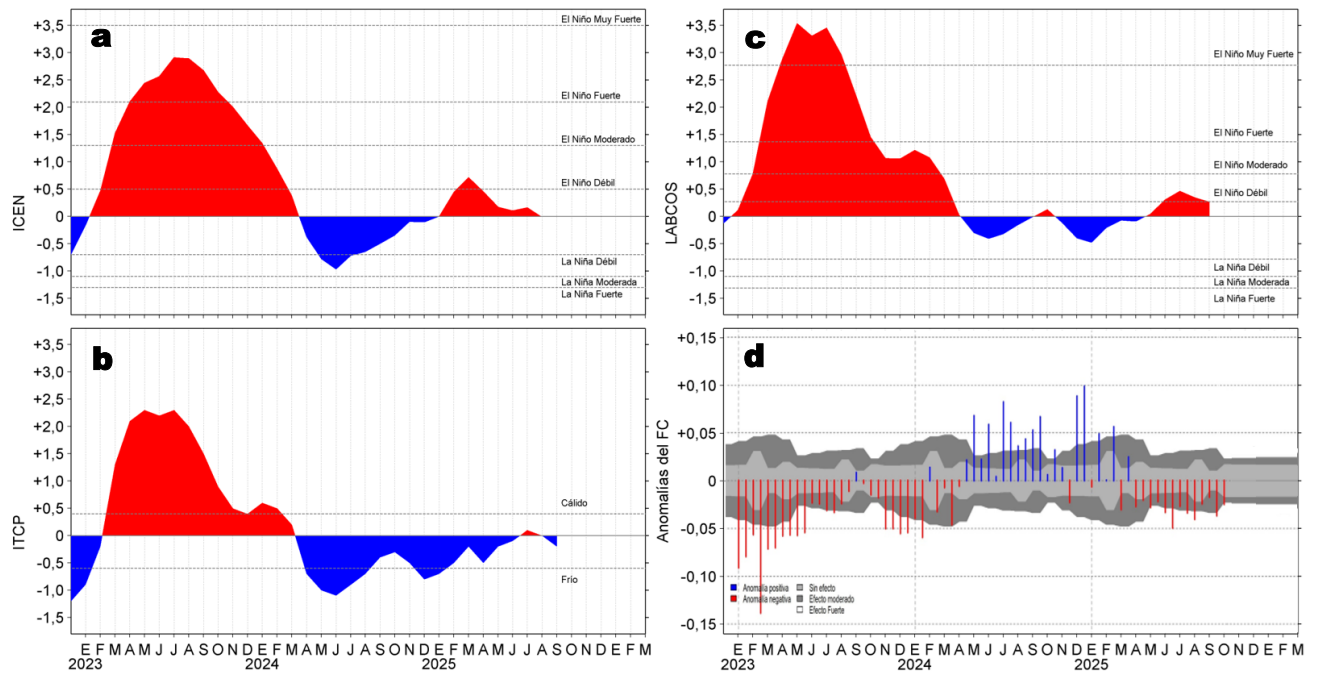 a
ICEN
+3,5
+3,0
+2,5
+2,0
+1,5
+1,0
+0,5
0
-0,5
-1,0
-1,5
El Niño Muy Fuerte
El Niño Fuerte
El Niño Moderado
El Niño Débil
La Niña Débil
La Niña Moderada
La Niña Fuerte
c
LABCOS
+3,5
+3,0
+2,5
+2,0
+1,5
+1,0
+0,5
0
-0,5
-1,0
-1,5
El Niño Muy Fuerte
El Niño Fuerte
El Niño Moderado
El Niño Débil
La Niña Débil
La Niña Moderada
La Niña Fuerte
b
ITCP
+3,5
+3,0
+2,5
+2,0
+1,5
+1,0
+0,5
0
-0,5
-1,0
-1,5
Cálido
Frío
E F M A M J J A S O N D E F M A M J J A S O N D E F M A M J J A S O N D E F M
2023 2024 2025
d
Anomalías del FC
+0,15
+0,10
+0,05
0
-0,05
-0,10
-0,15
Anomalía positiva
Anomalía negativa
Sin efecto
Efecto moderado
Efecto Fuerte
E F M A M J J A S O N D E F M A M J J A S O N D E F M A M J J A S O N D E F M
2023 2024 2025